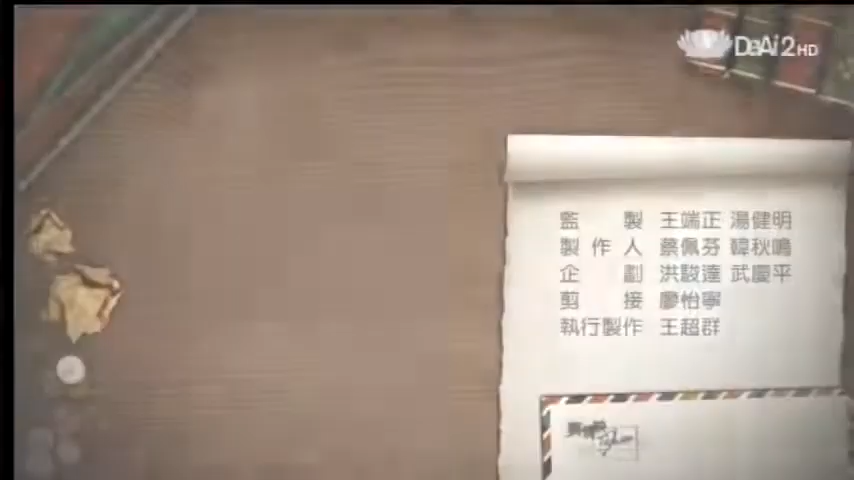 DaAi2HD
監製 王端正 湯健明
製作人 蔡佩芬 韓秋鳴
企劃 洪駿達 武慶平
剪接 廖怡寧
執行製作 王超群